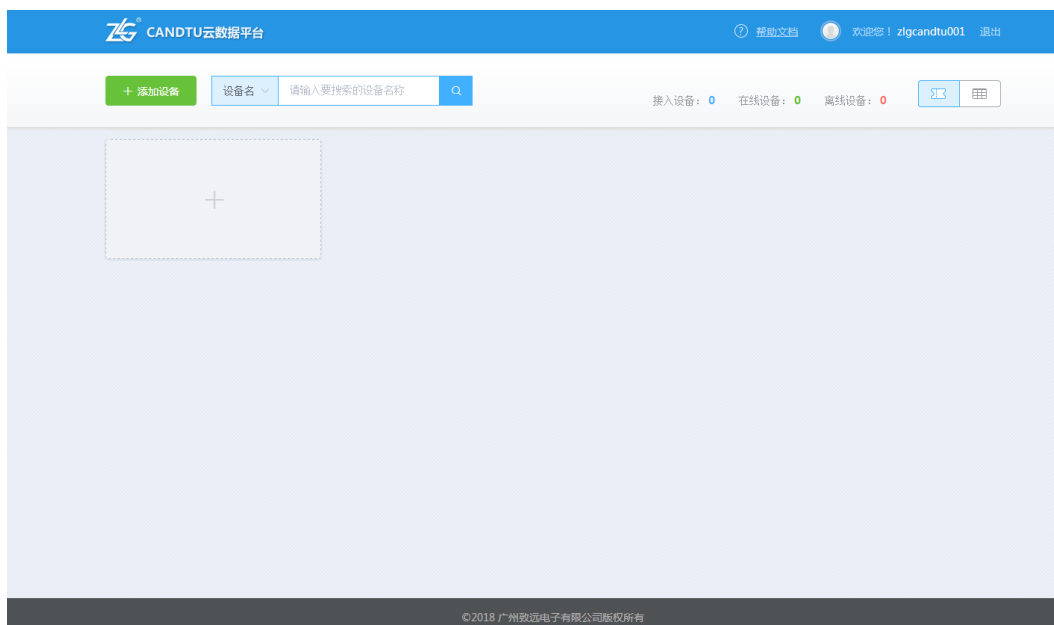 ZLG® CANDTU云数据平台 帮助文档 欢迎您！zlgcandtu001 退出
+ 添加设备 设备名 请输入要搜索的设备名称
接入设备：0 在线设备：0 离线设备：0
©2018 广州致远电子有限公司版权所有